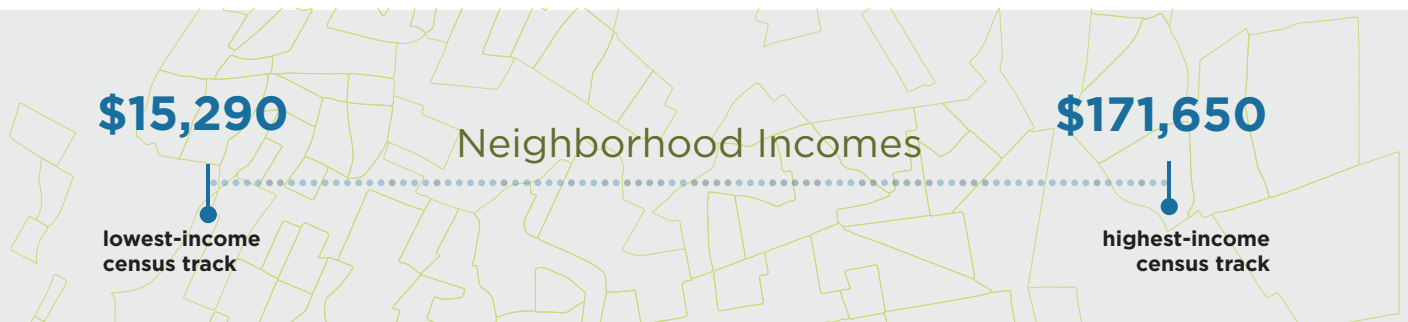 $15,290
Neighborhood Incomes
$171,650
lowest-income
census track
highest-income
census track